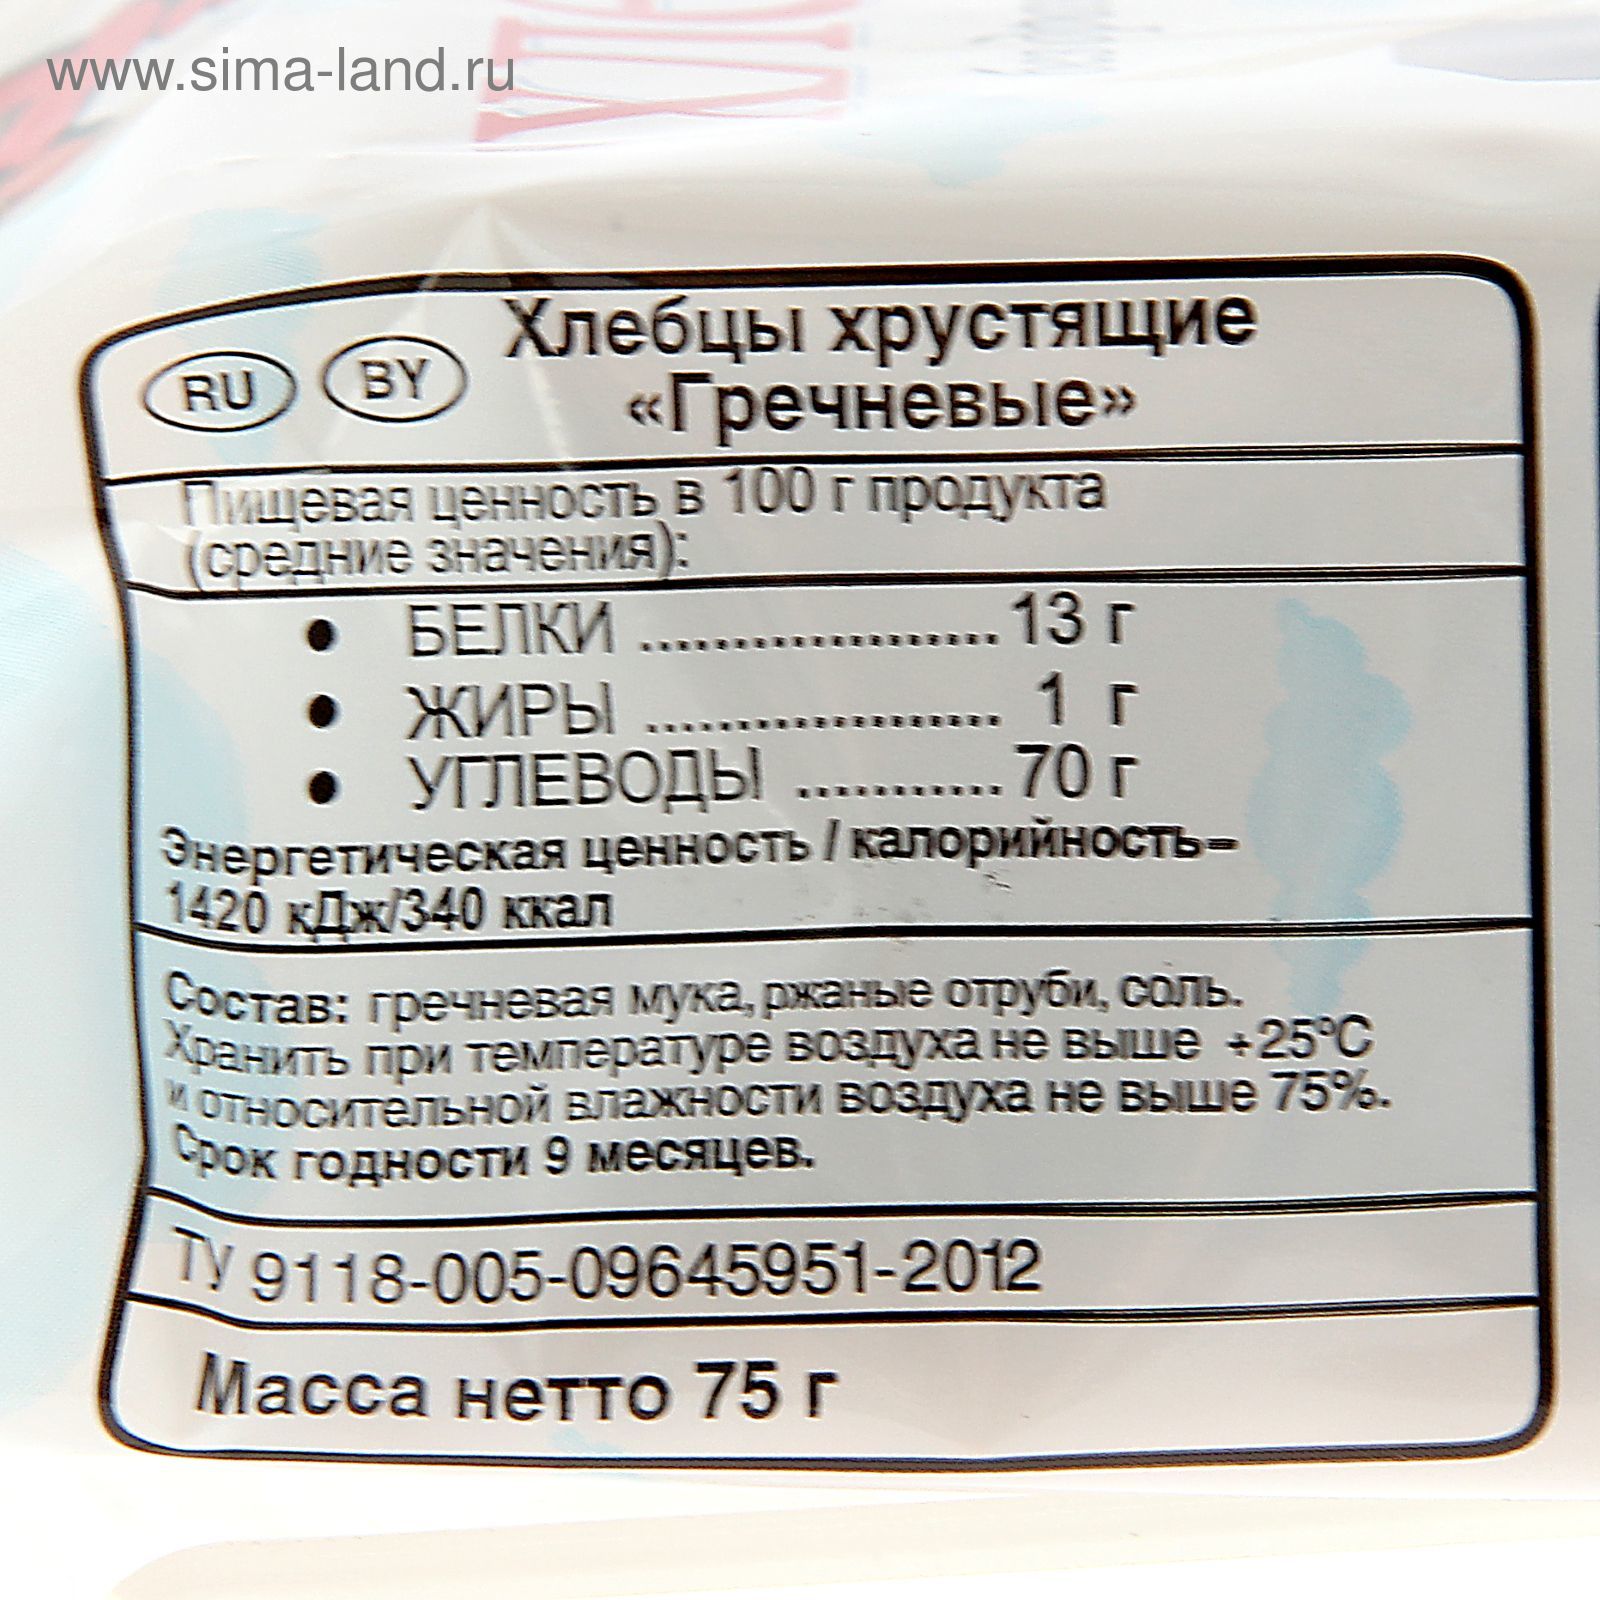 www.sima-land.ru
Хлебцы хрустящие
RU BY
«Гречневые»
Пищевая ценность в 100 г продукта
(средние значения):
• БЕЛКИ ................... 13 г
• ЖИРЫ ................... 1 г
• УГЛЕВОДЫ ........... 70 г
Энергетическая ценность / калорийность–
1420 кДж/340 ккал
Состав: гречневая мука, ржаные отруби, соль.
Хранить при температуре воздуха не выше +25°C
и относительной влажности воздуха не выше 75%.
Срок годности 9 месяцев.
ТУ 9118-005-09645951-2012
Масса нетто 75 г